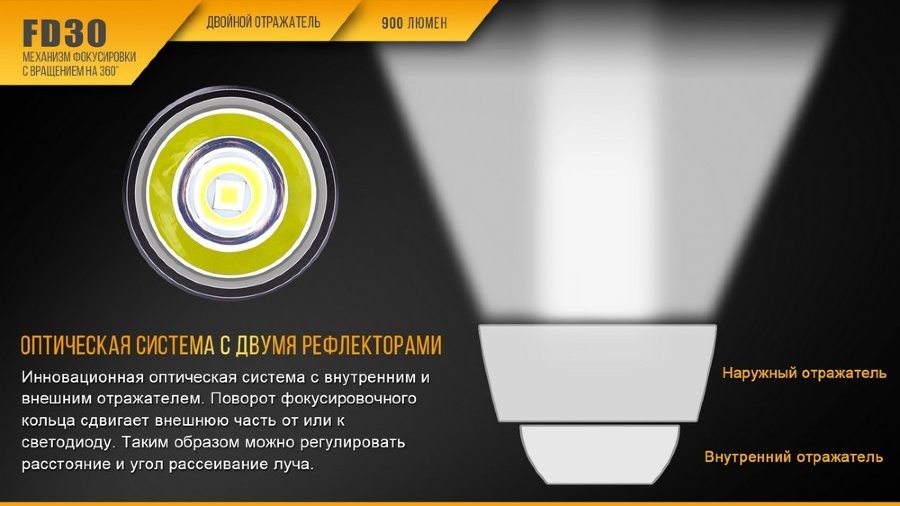 FD30
МЕХАНИЗМ ФОКУСИРОВКИ
С ВРАЩЕНИЕМ НА 360°
ДВОЙНОЙ ОТРАЖАТЕЛЬ
900 ЛЮМЕН
ОПТИЧЕСКАЯ СИСТЕМА С ДВУМЯ РЕФЛЕКТОРАМИ
Инновационная оптическая система с внутренним и
внешним отражателем. Поворот фокусировочного
кольца сдвигает внешнюю часть от или к
светодиоду. Таким образом можно регулировать
расстояние и угол рассеивание луча.
Наружный отражатель
Внутренний отражатель